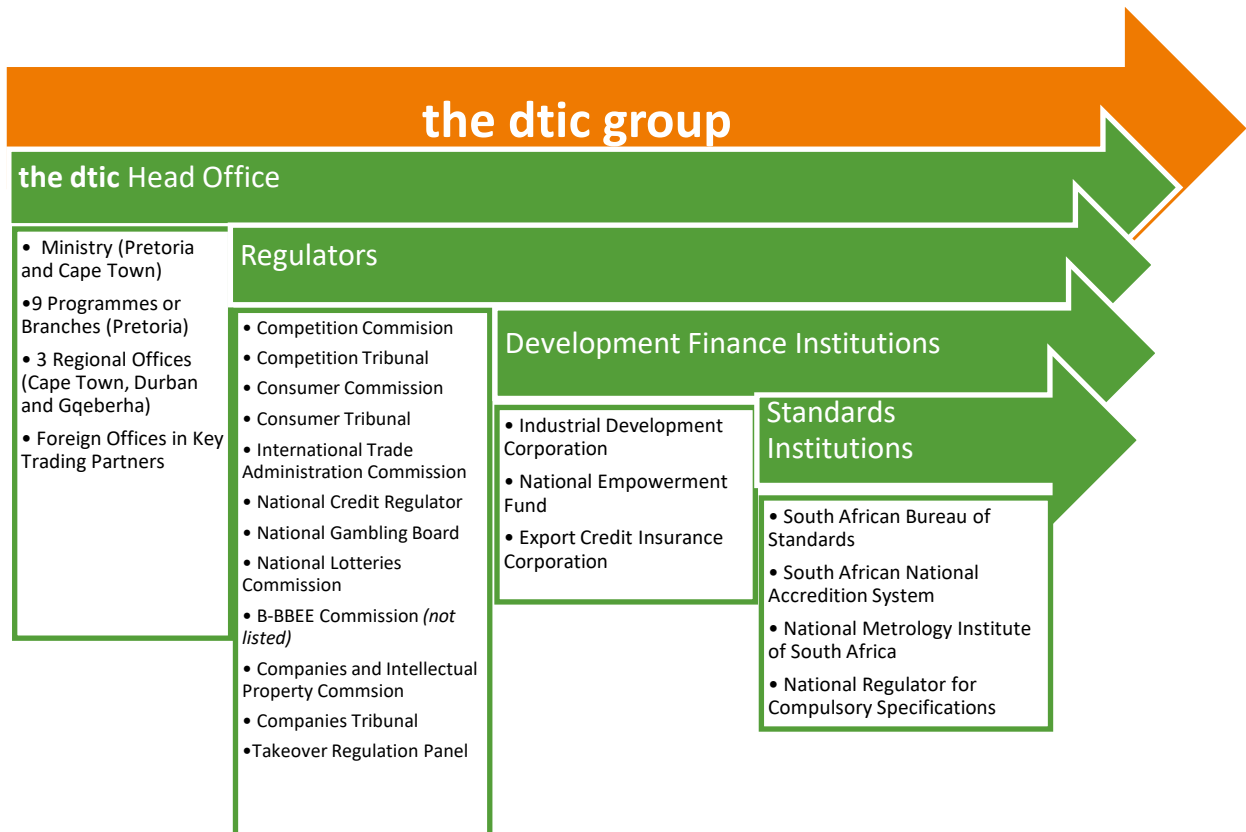 the dtic group
the dtic Head Office
• Ministry (Pretoria
and Cape Town)
•9 Programmes or
Branches (Pretoria)
• 3 Regional Offices
(Cape Town, Durban
and Gqeberha)
• Foreign Offices in Key
Trading Partners
Regulators
• Competition Commision
• Competition Tribunal
• Consumer Commission
• Consumer Tribunal
• International Trade
Administration Commission
• National Credit Regulator
• National Gambling Board
• National Lotteries
Commission
• B-BBEE Commission (not
listed)
• Companies and Intellectual
Property Commsion
• Companies Tribunal
•Takeover Regulation Panel
Development Finance Institutions
• Industrial Development
Corporation
• National Empowerment
Fund
• Export Credit Insurance
Corporation
Standards
Institutions
• South African Bureau of
Standards
• South African National
Accredition System
• National Metrology Institute
of South Africa
• National Regulator for
Compulsory Specifications